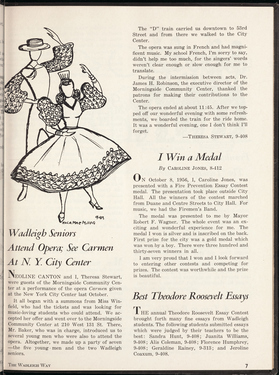 Wadleigh Seniors
Attend Opera; See Carmen
At N. Y. City Center
NEOLINE CANTON and I, Theresa Stewart,
were guests of the Morningside Community Center
at a performance of the opera Carmen given
at the New York City Center last October.
It all began with a summons from Miss
who had the tickets and was looking for
music-loving students who could attend. We accepted
her offer and went over to the Morningside
Community Center at 210 West 111 St. There,
Mr. Baker, who was in charge, introduced us to
several young men who were also to attend the
opera. Altogether, we made up a party of seven
—the five young men and the two Wadleigh
seniors.
The "D" train carried us downtown to 53rd
Street and from there we walked to the City
Center.
The opera was sung in French and had magnificent
music. My school French, I'm sorry to say,
didn't help me too much, for the singers' words
weren't clear enough or slow enough for me to
translate.
During the intermission between acts, Dr.
James H. Robinson, the executive director of the
Morningside Community Center, thanked the
patrons for making their contributions to the
Center.
The opera ended at about 11:45. After we topped
off our wonderful evening with some refreshments,
we boarded the train for the ride home.
It was a wonderful evening, one I don't think I'll
forget.
—THERESA STEWART, 9-408
I Win a Medal
By CAROLINE JONES, 8-412
ON October 8, 1956, I, Caroline Jones, was
presented with a Fire Prevention Essay Contest
medal. The presentation took place outside City
Hall. All the winners of the contest marched
from Duane and Centre Streets to City Hall. For
music, we had the Firemen's Band.
The medal was presented to me by Mayor
Robert F. Wagner. The whole event was an exciting
and wonderful experience for me. The
medal I won is silver and is inscribed on the back.
First prize for the city was a gold medal which
was won by a boy. There were three hundred and
thirty-seven winners in all.
I am very proud that I won and I look forward
to entering other contests and competing for
prizes. The contest was worthwhile and the prize
is beautiful.
Best Theodore Roosevelt Essays
THE annual Theodore Roosevelt Essay Contest
brought forth many fine essays from Wadleigh
students. The following students submitted essays
which were judged by their teachers to be the
best: Sandra Hunt, 9-408; Juanita Williams,
9-408; Alis Coleman, 9-408; Florence Humphries,
9-408; Geraldine Rainey, 9-313; and Jerdine
Coaxum, 9-408.
THE WADLEIGH WAY
7